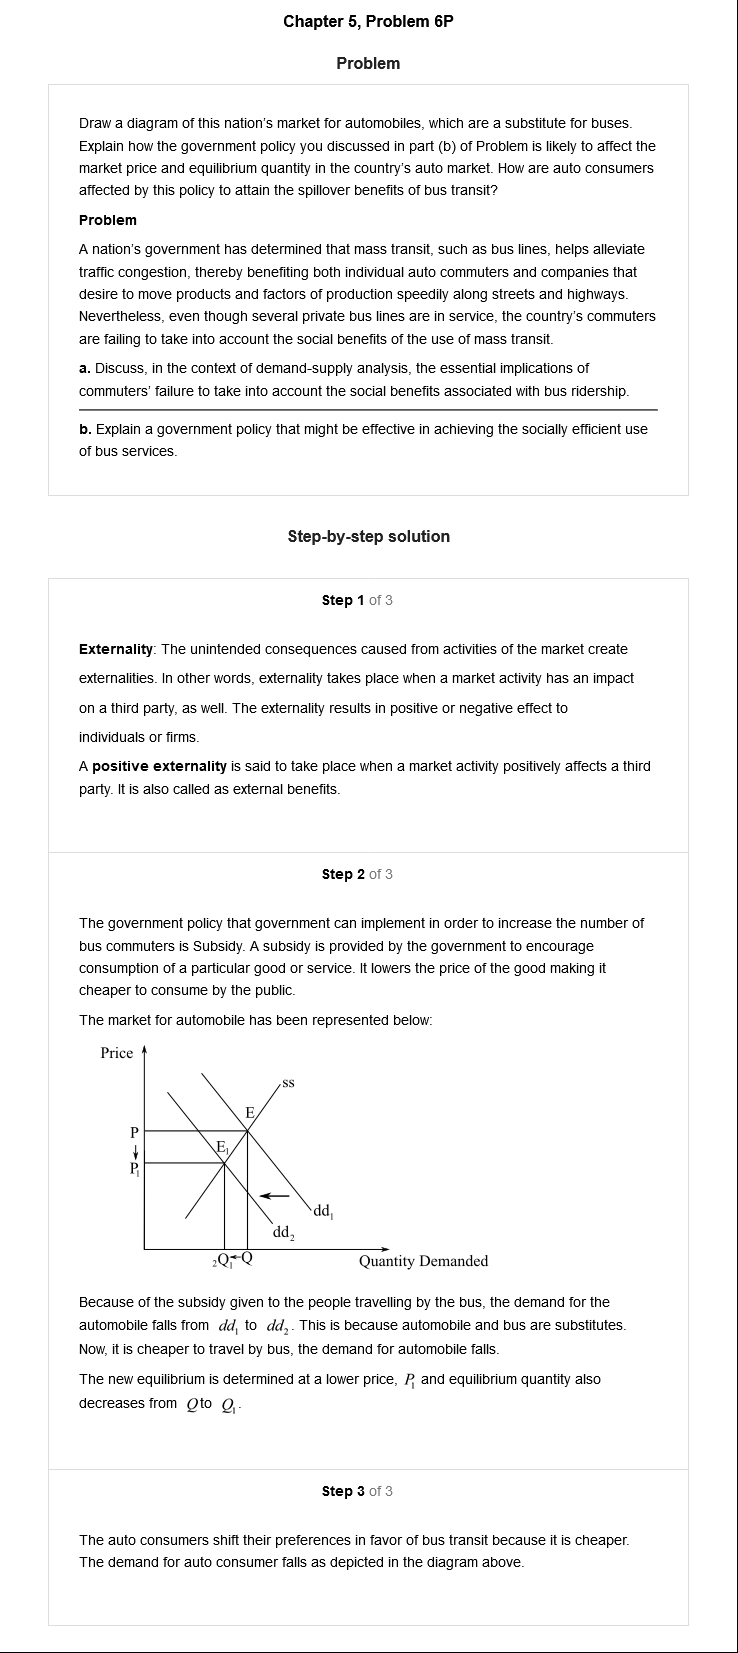 Chapter 5, Problem 6P
Problem
Draw a diagram of this nation's market for automobiles, which are a substitute for buses.
Explain how the government policy you discussed in part (b) of Problem is likely to affect the
market price and equilibrium quantity in the country's auto market. How are auto consumers
affected by this policy to attain the spillover benefits of bus transit?
Problem
A nation's government has determined that mass transit, such as bus lines, helps alleviate
traffic congestion, thereby benefiting both individual auto commuters and companies that
desire to move products and factors of production speedily along streets and highways.
Nevertheless, even though several private bus lines are in service, the country's commuters
are failing to take into account the social benefits of the use of mass transit.
a. Discuss, in the context of demand-supply analysis, the essential implications of
commuters' failure to take into account the social benefits associated with bus ridership.
b. Explain a government policy that might be effective in achieving the socially efficient use
of bus services.
Step-by-step solution
Step 1 of 3
Externality: The unintended consequences caused from activities of the market create
externalities. In other words, externality takes place when a market activity has an impact
on a third party, as well. The externality results in positive or negative effect to
individuals or firms.
A positive externality is said to take place when a market activity positively affects a third
party. It is also called as external benefits.
Step 2 of 3
The government policy that government can implement in order to increase the number of
bus commuters is Subsidy. A subsidy is provided by the government to encourage
consumption of a particular good or service. It lowers the price of the good making it
cheaper to consume by the public.
The market for automobile has been represented below:
Price
ss
E
P
E₁
P₁
dd₁
dd₂
₂Q₁←Q
Quantity Demanded
Because of the subsidy given to the people travelling by the bus, the demand for the
automobile falls from dd₁ to dd₂. This is because automobile and bus are substitutes.
Now, it is cheaper to travel by bus, the demand for automobile falls.
The new equilibrium is determined at a lower price, P₁ and equilibrium quantity also
decreases from Q to Q₁.
Step 3 of 3
The auto consumers shift their preferences in favor of bus transit because it is cheaper.
The demand for auto consumer falls as depicted in the diagram above.